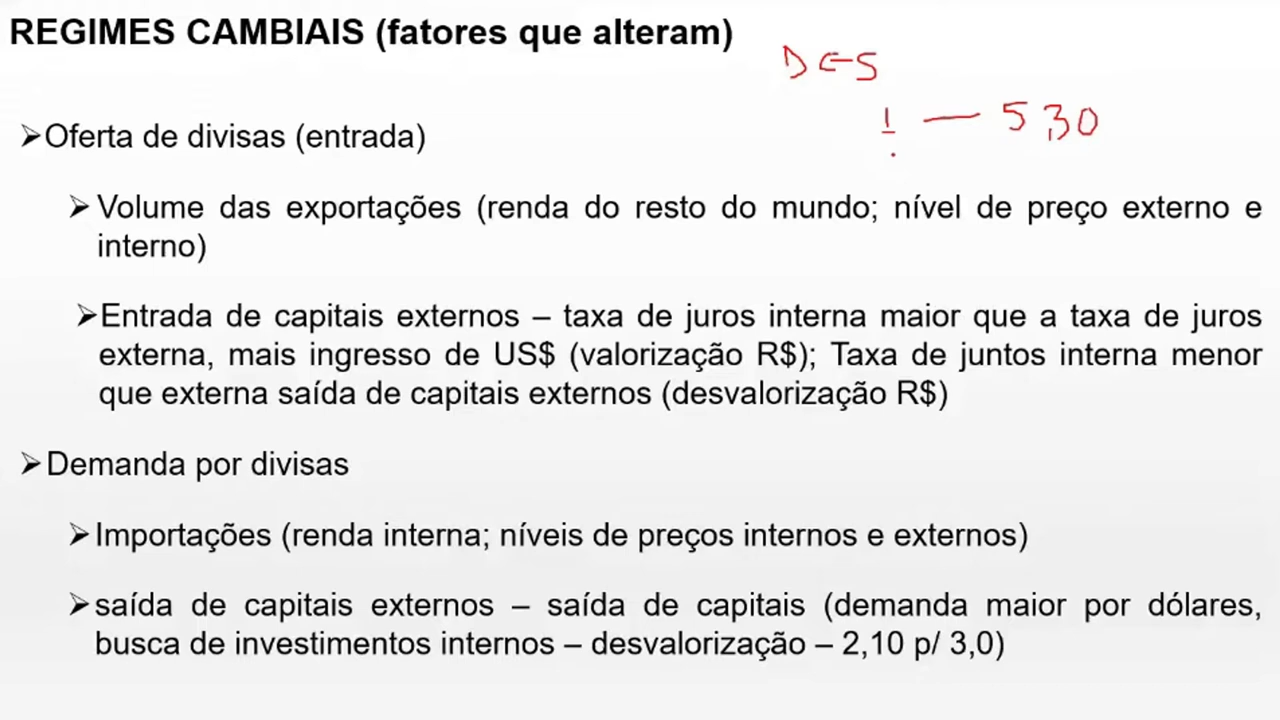 REGIMES CAMBIAIS (fatores que alteram)
➢Oferta de divisas (entrada)
5,30
➢Volume das exportações (renda do resto do mundo; nível de preço externo e
interno)
➢Entrada de capitais externos – taxa de juros interna maior que a taxa de juros
externa, mais ingresso de US$ (valorização R$); Taxa de juntos interna menor
que externa saída de capitais externos (desvalorização R$)
➢Demanda por divisas
➢Importações (renda interna; níveis de preços internos e externos)
➢saída de capitais externos – saída de capitais (demanda maior por dólares,
busca de investimentos internos – desvalorização – 2,10 p/ 3,0)